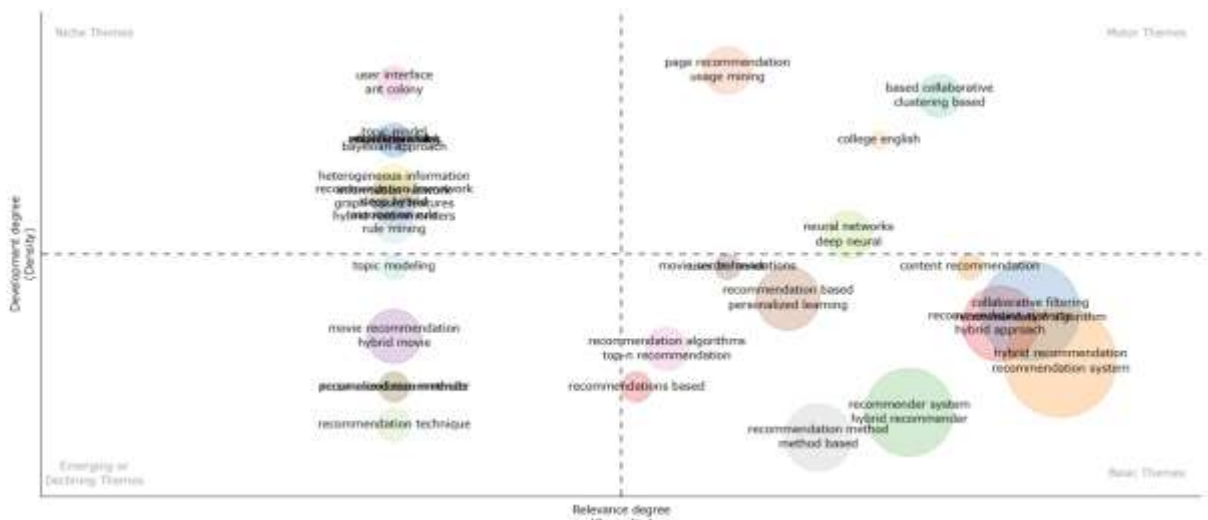 Niche Themes
Motor Themes
user interface
ant colony
page recommendation
usage mining
based collaborative
clustering based
topic model
bayesian approach
college english
heterogeneous information
rule mining
neural networks
deep neural
topic modeling
content recommendation
recommendation based
personalized learning
collaborative filtering
hybrid approach
movie recommendation
hybrid movie
recommendation algorithms
top-n recommendation
hybrid recommendation
recommendation system
recommendations based
recommender system
hybrid recommender
recommendation technique
recommendation method
method based
Emerging or
Declining Themes
Basic Themes
Development degree
(Density)
Relevance degree